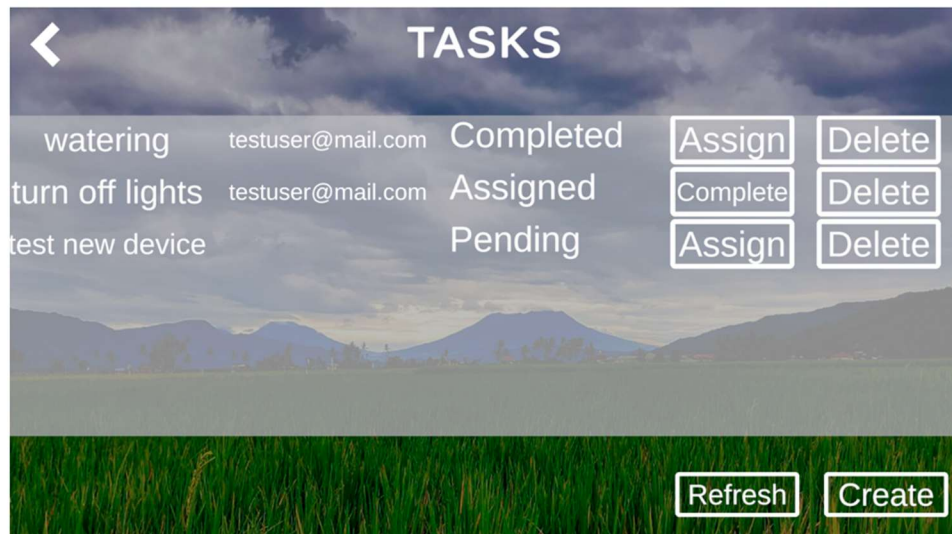 TASKS
watering testuser@mail.com Completed Assign Delete
turn off lights testuser@mail.com Assigned Complete Delete
test new device Pending Assign Delete
Refresh Create